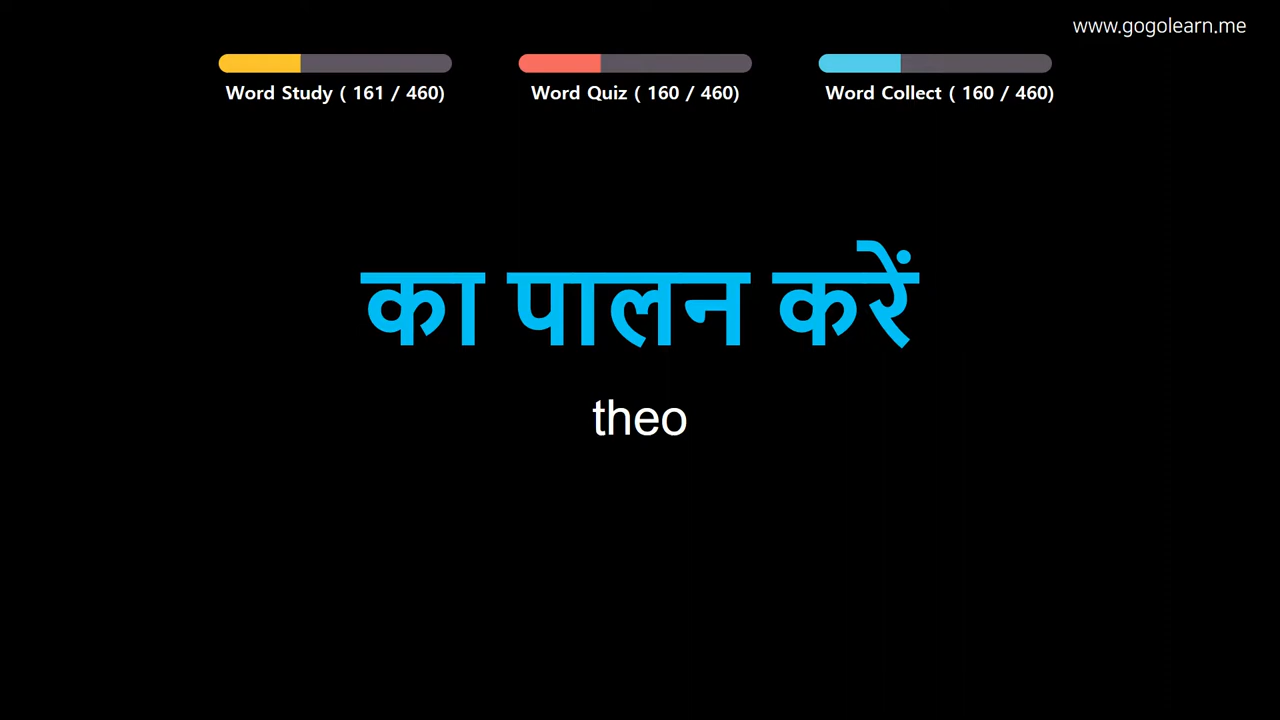 www.gogolearn.me
Word Study ( 161 / 460)
Word Quiz ( 160 / 460)
Word Collect ( 160 / 460)
का पालन करें
theo